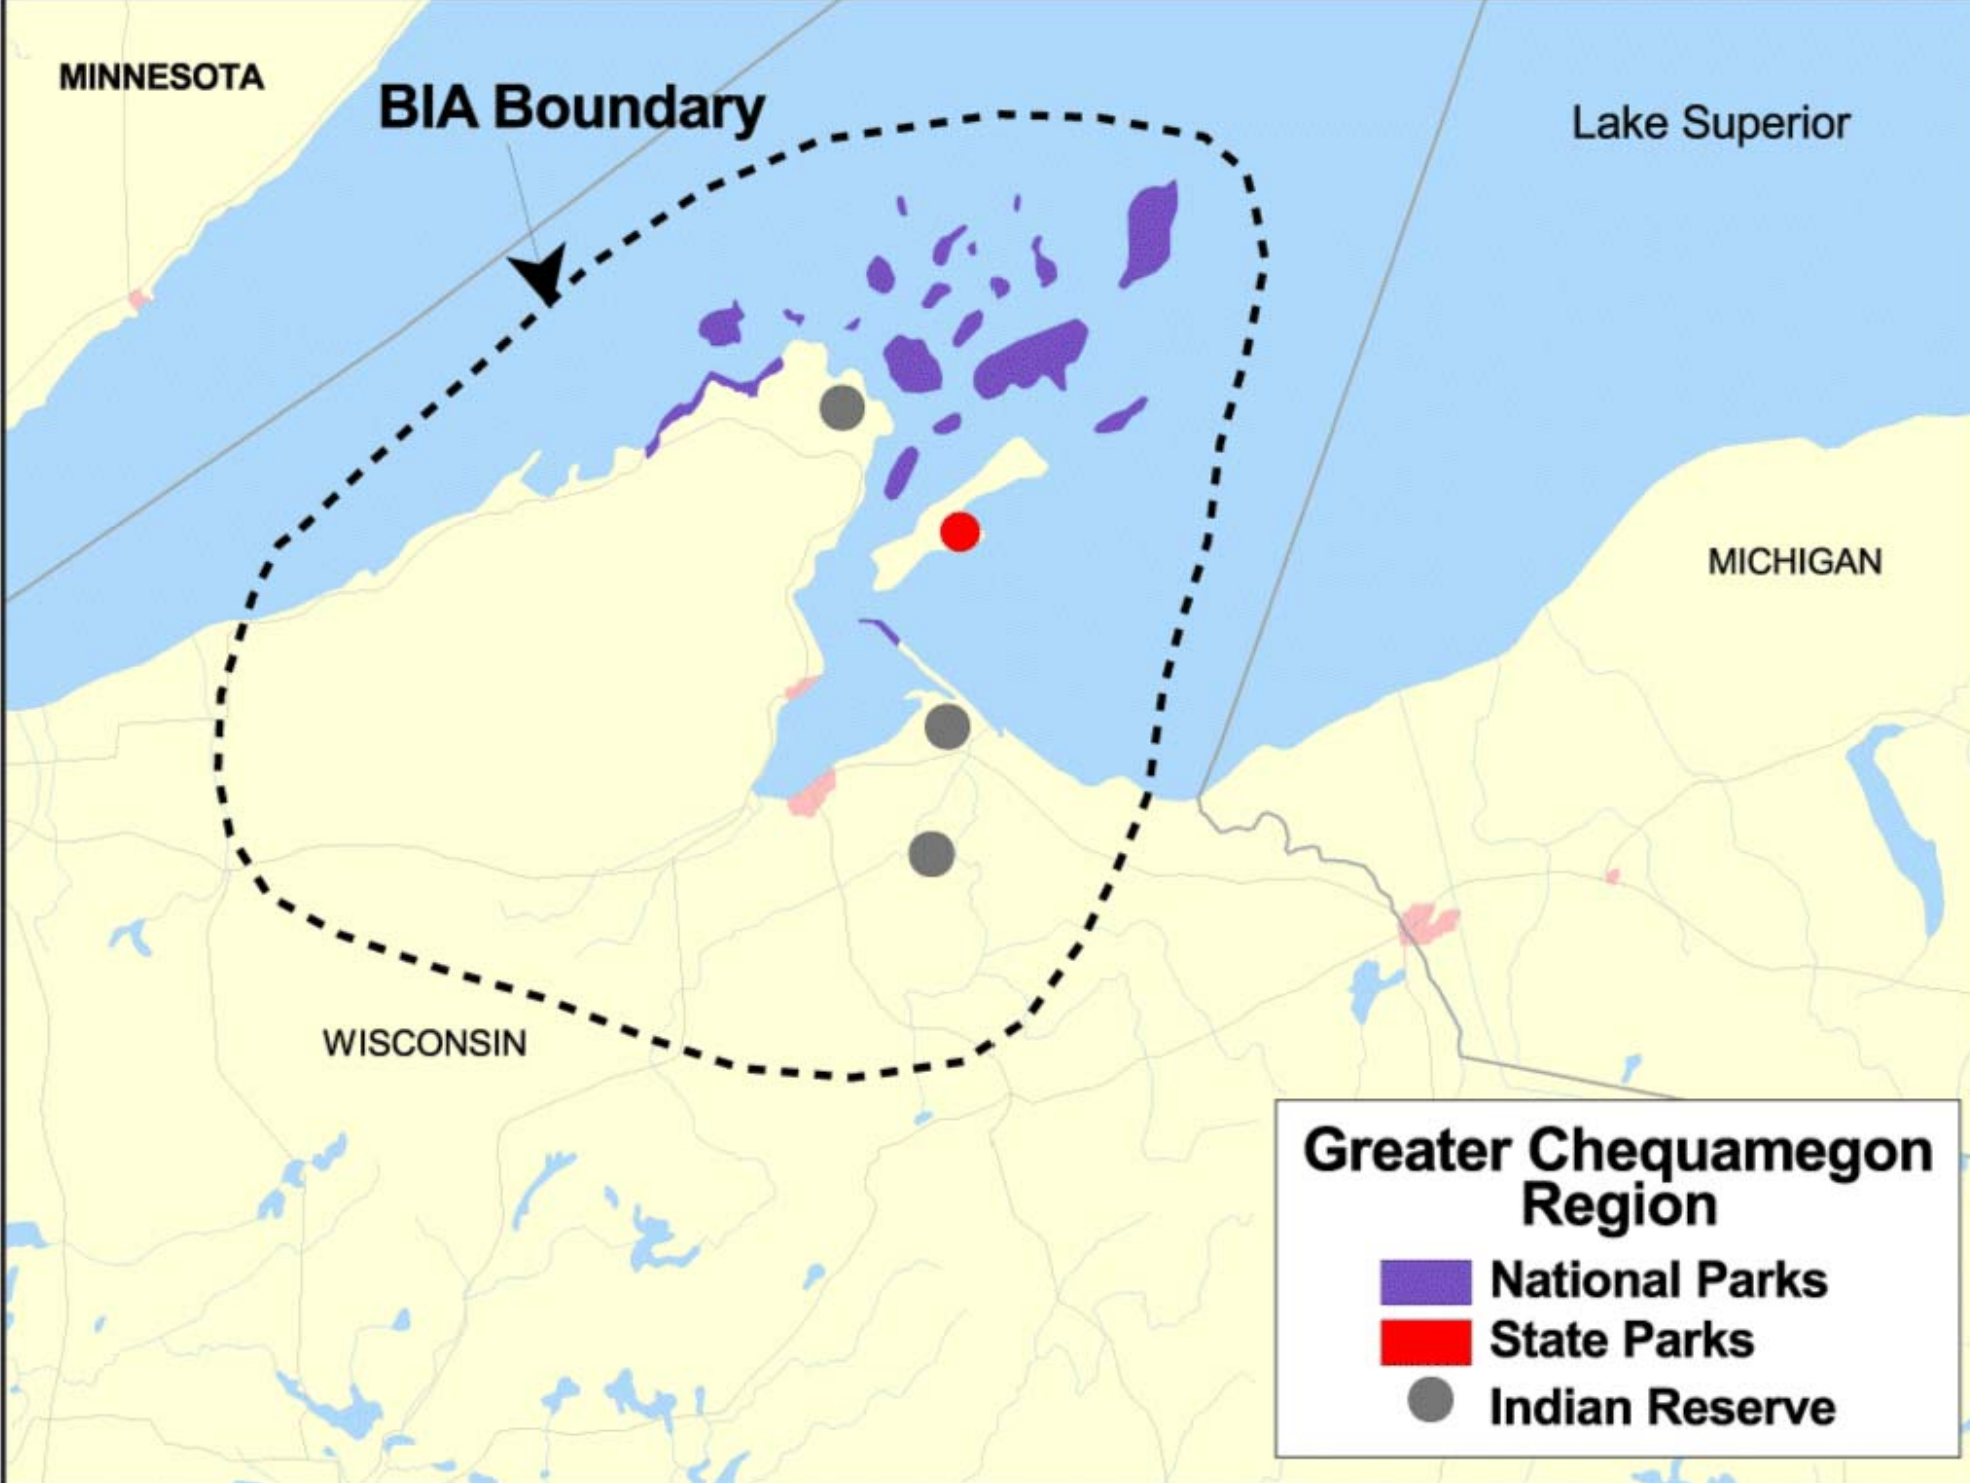 MINNESOTA
BIA Boundary
Lake Superior
MICHIGAN
WISCONSIN
Greater Chequamegon
Region
National Parks
State Parks
Indian Reserve